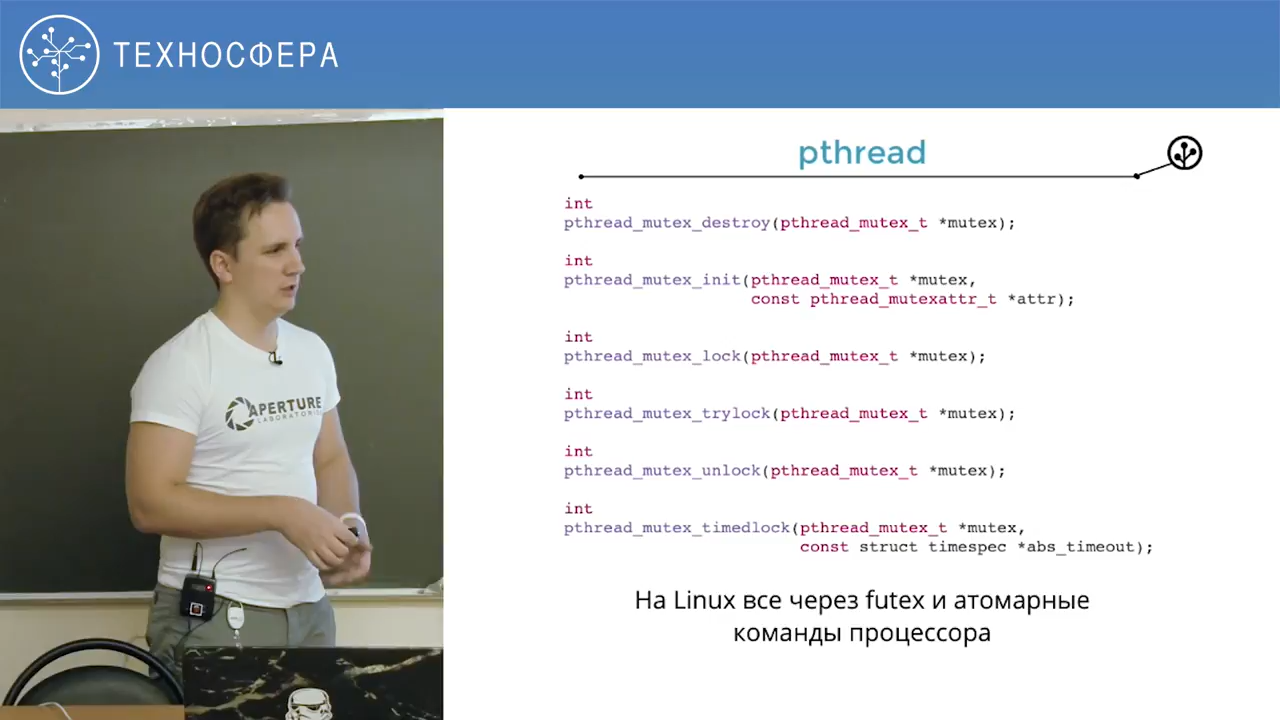 ТЕХНОСФЕРА
pthread
int
pthread_mutex_destroy(pthread_mutex_t *mutex);
int
pthread_mutex_init(pthread_mutex_t *mutex,
const pthread_mutexattr_t *attr);
int
pthread_mutex_lock(pthread_mutex_t *mutex);
int
pthread_mutex_trylock(pthread_mutex_t *mutex);
int
pthread_mutex_unlock(pthread_mutex_t *mutex);
int
pthread_mutex_timedlock(pthread_mutex_t *mutex,
const struct timespec *abs_timeout);
На Linux все через futex и атомарные
команды процессора
APERTURE
LABORATORIES